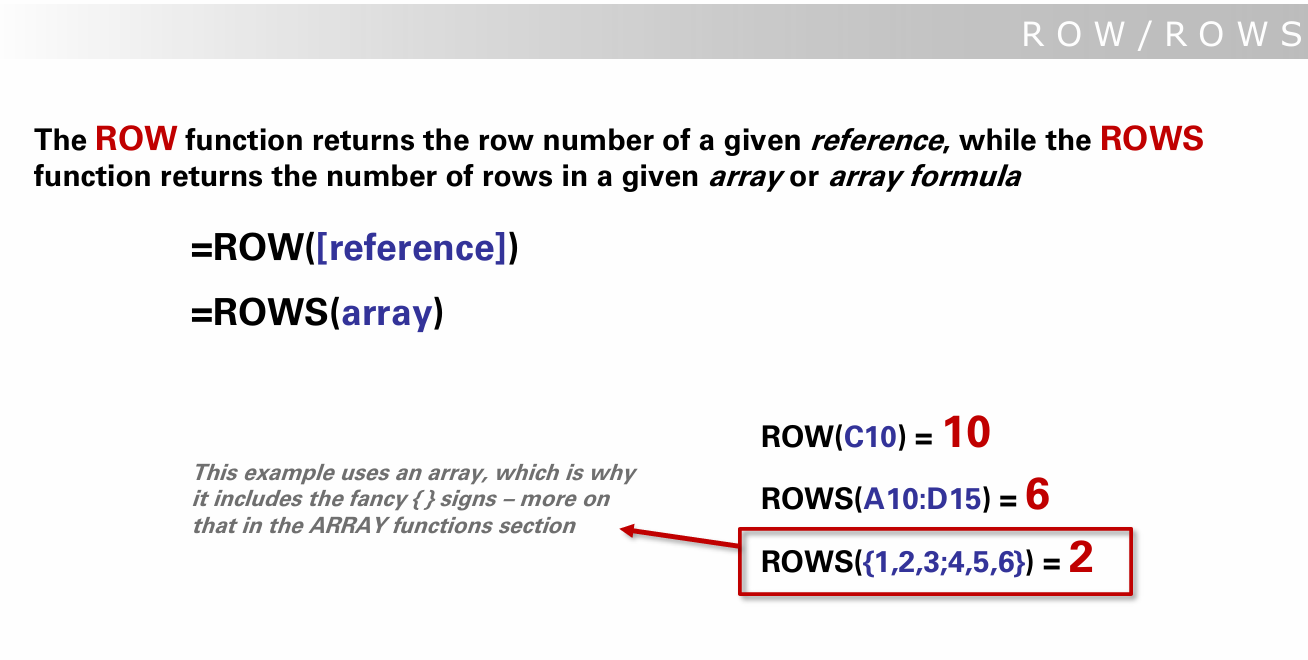 ROW/ROWS
The ROW function returns the row number of a given reference, while the ROWS
function returns the number of rows in a given array or array formula
=ROW([reference])
=ROWS(array)
This example uses an array, which is why
it includes the fancy { } signs – more on
that in the ARRAY functions section
ROW(C10) = 10
ROWS(A10:D15) = 6
ROWS({1,2,3;4,5,6}) = 2